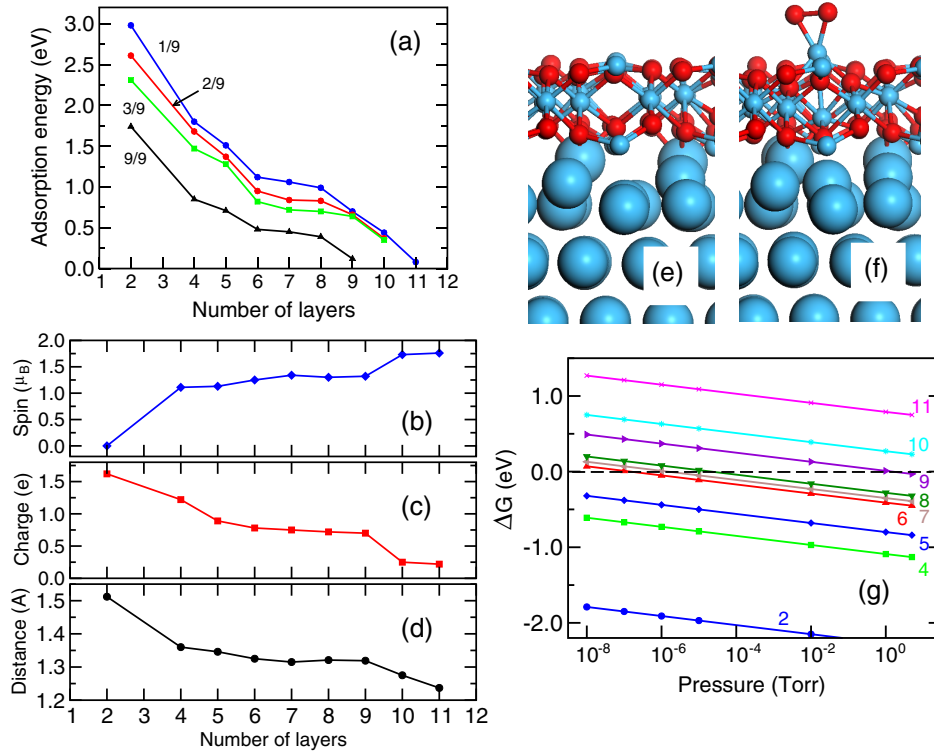 (a)
Adsorption energy (eV)
3.0
2.5
2.0
1.5
1.0
0.5
0.0
1/9
2/9
3/9
9/9
1 2 3 4 5 6 7 8 9 10 11 12
Number of layers
(b)
Spin (μB)
2.0
1.5
1.0
0.5
0.0
(c)
Charge (e)
1.5
1.0
0.5
0.0
(d)
Distance (A)
1.5
1.4
1.3
1.2
1 2 3 4 5 6 7 8 9 10 11 12
Number of layers
(e)
(f)
(g)
ΔG (eV)
1.0
0.0
-1.0
-2.0
11
10
9
8
7
6
5
4
2
10-8 10-6 10-4 10-2 100
Pressure (Torr)